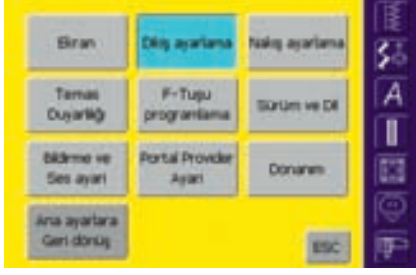 Ekran
Dikiş ayarlama
Nakış ayarlama
Temas
Duyarlığı
F-Tuşu
programlama
Sürüm ve Dil
Bildirme ve
Ses ayarı
Portal Provider
Ayarı
Donanım
Ana ayarlara
Geri dönüş
ESC
A